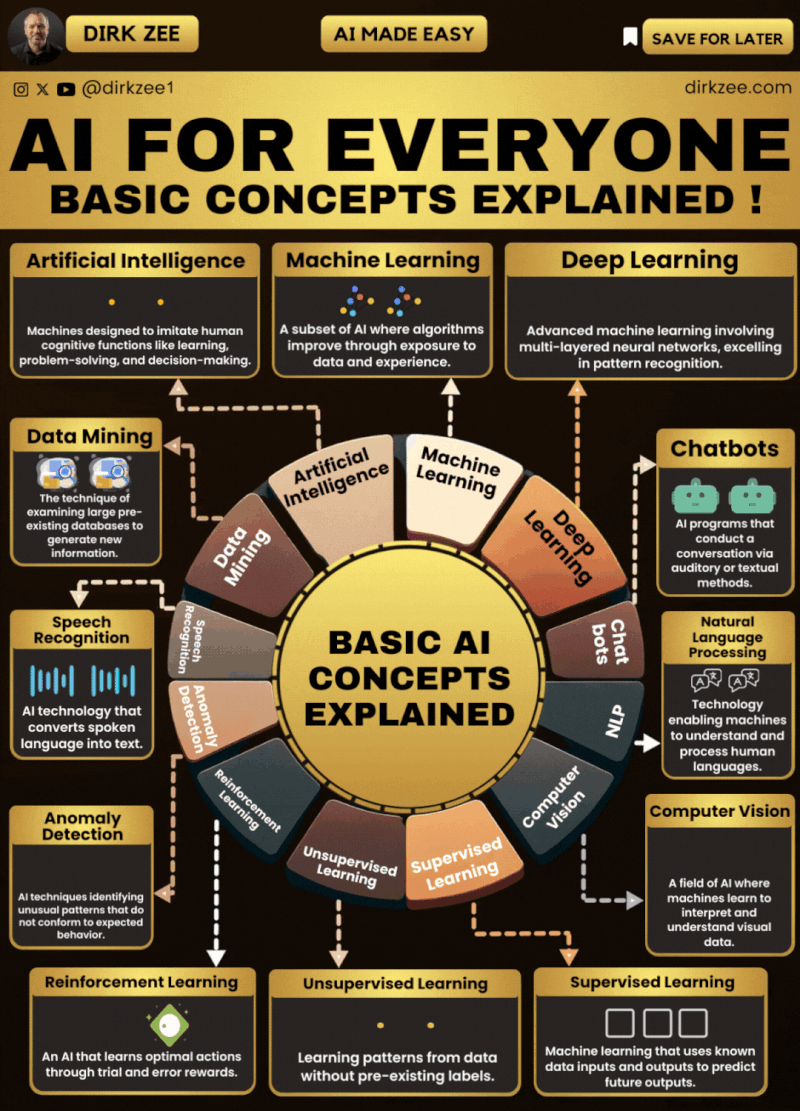 DIRK ZEE
AI MADE EASY
SAVE FOR LATER
@dirkzee1
dirkzee.com
AI FOR EVERYONE
BASIC CONCEPTS EXPLAINED !
Artificial Intelligence
Machines designed to imitate human
cognitive functions like learning,
problem-solving, and decision-making.
Machine Learning
A subset of AI where algorithms
improve through exposure to
data and experience.
Deep Learning
Advanced machine learning involving
multi-layered neural networks, excelling
in pattern recognition.
Data Mining
The technique of
examining large pre-
existing databases to
generate new
information.
Chatbots
AI programs that
conduct a
conversation via
auditory or textual
methods.
Speech
Recognition
AI technology that
converts spoken
language into text.
Natural
Language
Processing
A
A
Technology
enabling machines
to understand and
process human
languages.
Anomaly
Detection
AI techniques identifying
unusual patterns that do
not conform to expected
behavior.
Computer Vision
A field of AI where
machines learn to
interpret and
understand visual
data.
Artificial
Intelligence
Machine
Learning
Deep
Learning
Chat
bots
NLP
Computer
Vision
Supervised
Learning
Unsupervised
Learning
Reinforcement
Learning
Anomaly
Detection
Speech
Recognition
Data
Mining
BASIC AI
CONCEPTS
EXPLAINED
Reinforcement Learning
An AI that learns optimal actions
through trial and error rewards.
Unsupervised Learning
Learning patterns from data
without pre-existing labels.
Supervised Learning
Machine learning that uses known
data inputs and outputs to predict
future outputs.